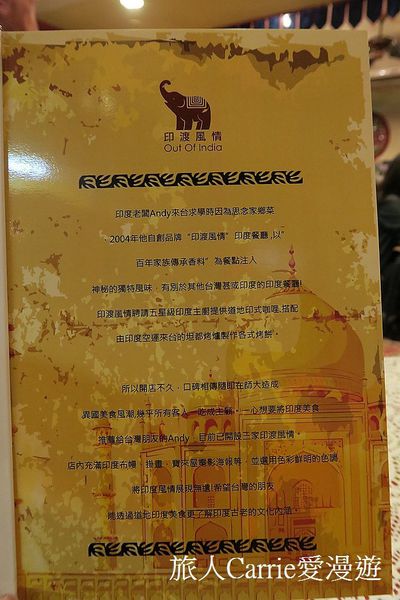 印渡風情
Out Of India
印度老闆Andy來台求學時因為思念家鄉菜
，2004年他自創品牌“印渡風情”印度餐廳，以”
百年家族傳承香料”為餐點注入
神秘的獨特風味，有別於其他台灣甚或印度的印度餐廳!
印渡風情聘請五星級印度主廚提供道地印式咖哩,搭配
由印度空運來台的坦都烤爐製作各式烤餅。
所以開店不久，口碑相傳隨即在師大造成
異國美食風潮,幾乎所有客人一吃成主顧。一心想要將印度美食
推薦給台灣朋友的Andy，目前已開設三家印渡風情。
店內充滿印度布幔、掛畫、寶萊屋電影海報等，並選用色彩鮮明的色調
將印度風情展現無遺!希望台灣的朋友
能透過道地印度美食更了解印度古老的文化內涵。
旅人Carrie愛漫遊